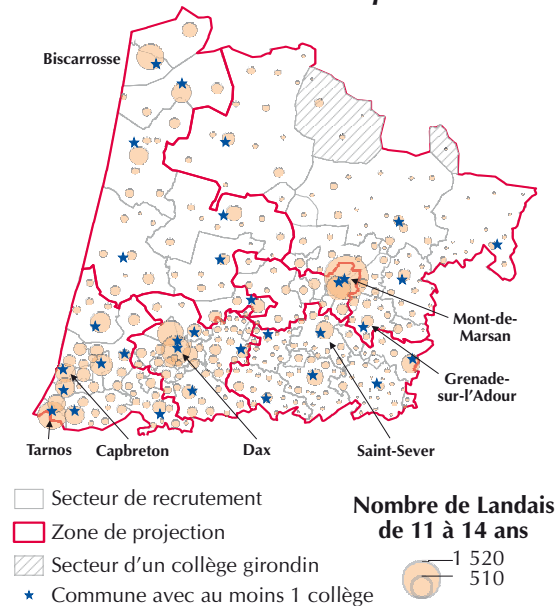 Biscarrosse
Mont-de-
Marsan
Grenade-
sur-l'Adour
Tarnos
Capbreton
Dax
Saint-Sever
Secteur de recrutement
Zone de projection
Secteur d'un collège girondin
Commune avec au moins 1 collège
Nombre de Landais
de 11 à 14 ans
1 520
510